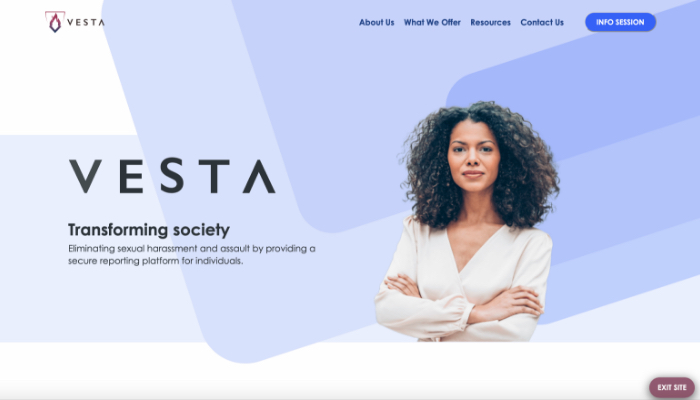 VESTA
About Us
What We Offer
Resources
Contact Us
INFO SESSION
VESTA
Transforming society
Eliminating sexual harassment and assault by providing a
secure reporting platform for individuals.
EXIT SITE